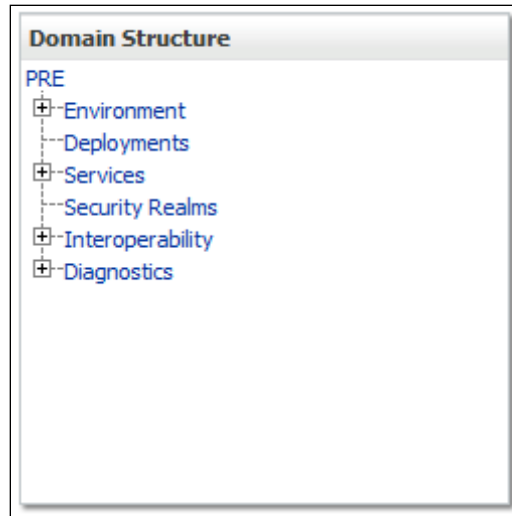 Domain Structure
PRE
Environment
Deployments
Services
Security Realms
Interoperability
Diagnostics